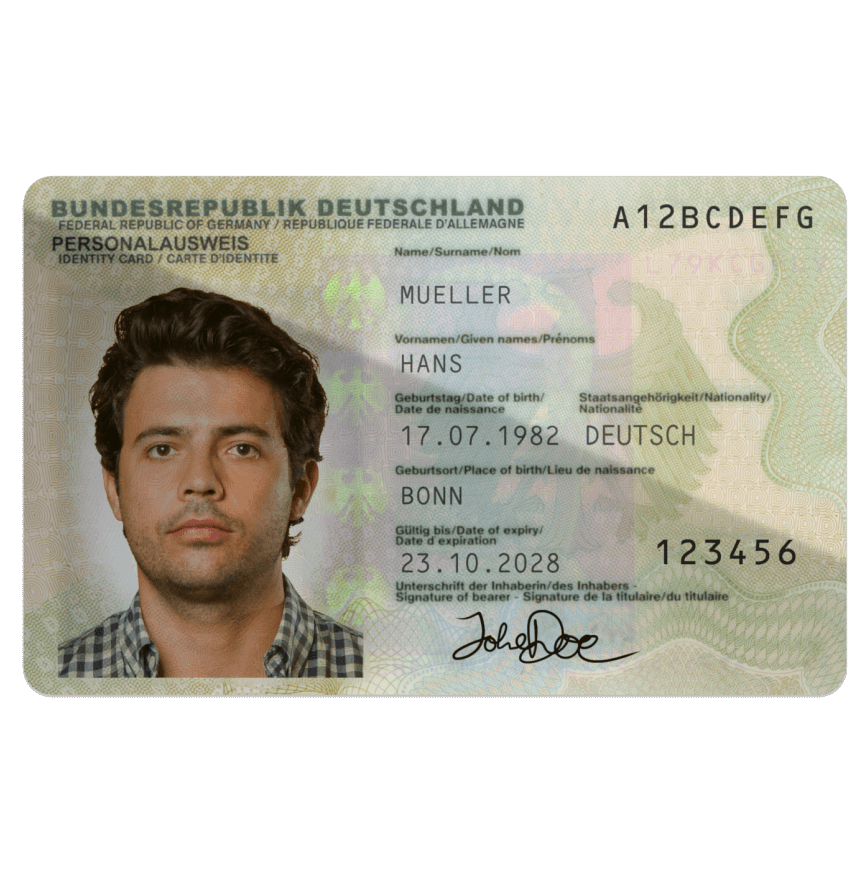 BUNDESREPUBLIK DEUTSCHLAND
FEDERAL REPUBLIC OF GERMANY / REPUBLIQUE FEDERALE D'ALLEMAGNE
PERSONALAUSWEIS
IDENTITY CARD / CARTE D'IDENTITE
A12BCDEFG
Name/Surname/Nom
MUELLER
Vornamen/Given names/Prénoms
HANS
Geburtstag/Date of birth/
Date de naissance
Staatsangehörigkeit/Nationality/
Nationalité
17.07.1982 DEUTSCH
Geburtsort/Place of birth/Lieu de naissance
BONN
Gültig bis/Date of expiry/
Date d'expiration
23.10.2028
123456
Unterschrift der Inhaberin/des Inhabers -
Signature of bearer - Signature de la titulaire/du titulaire
John Doe